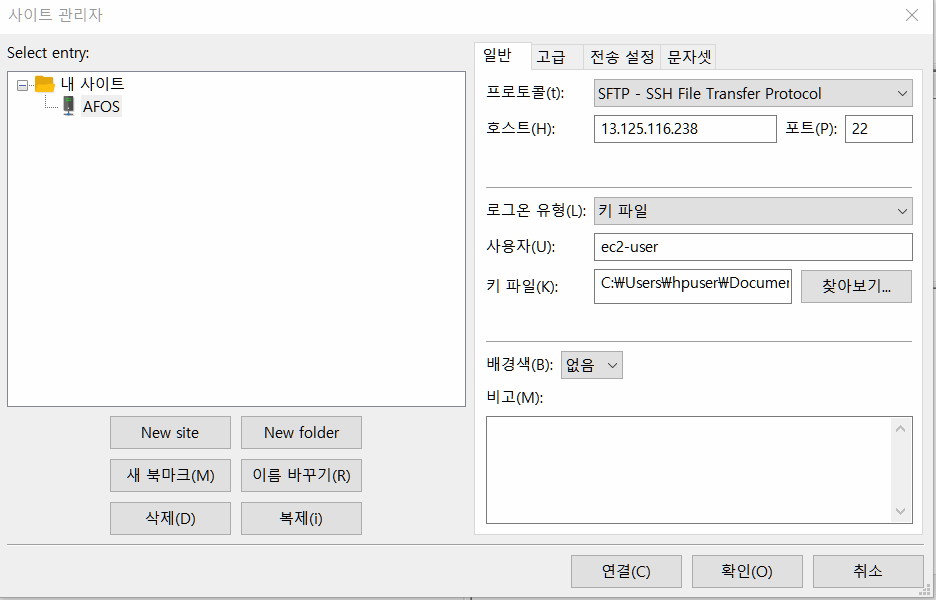 사이트 관리자
Select entry:
내 사이트
AFOS
New site
New folder
새 북마크(M)
이름 바꾸기(R)
삭제(D)
복제(i)
일반
고급
전송 설정
문자셋
프로토콜(t):
SFTP - SSH File Transfer Protocol
호스트(H):
13.125.116.238
포트(P):
22
로그온 유형(L):
키 파일
사용자(U):
ec2-user
키 파일(K):
C:₩Users₩hpuser₩Documen
찾아보기...
배경색(B):
없음
비고(M):
연결(C)
확인(O)
취소